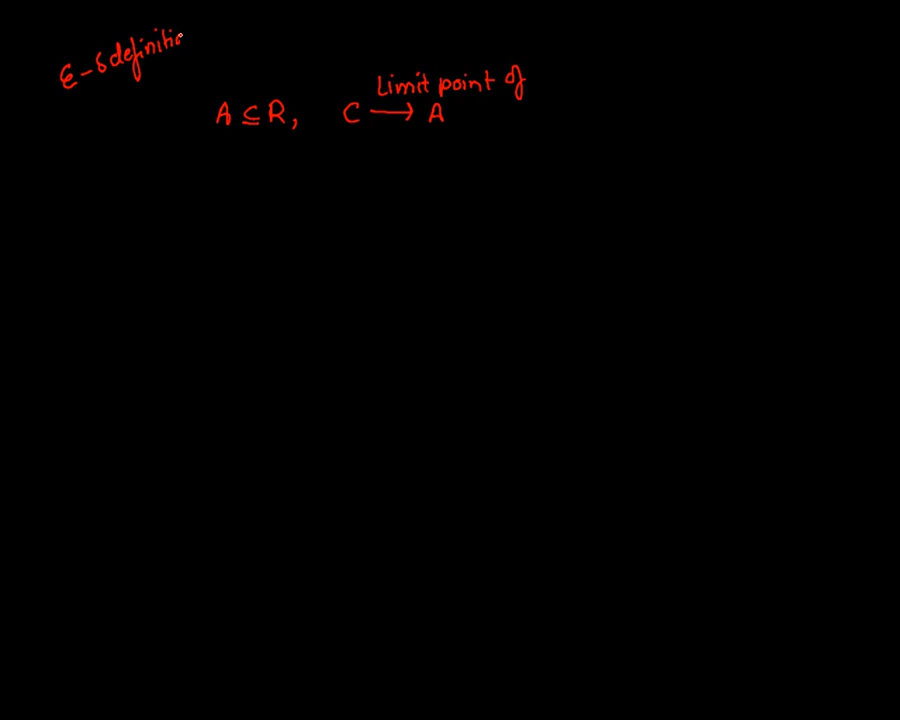 ϵ-δ definitio
Limit point of
A ⊆ R, C → A